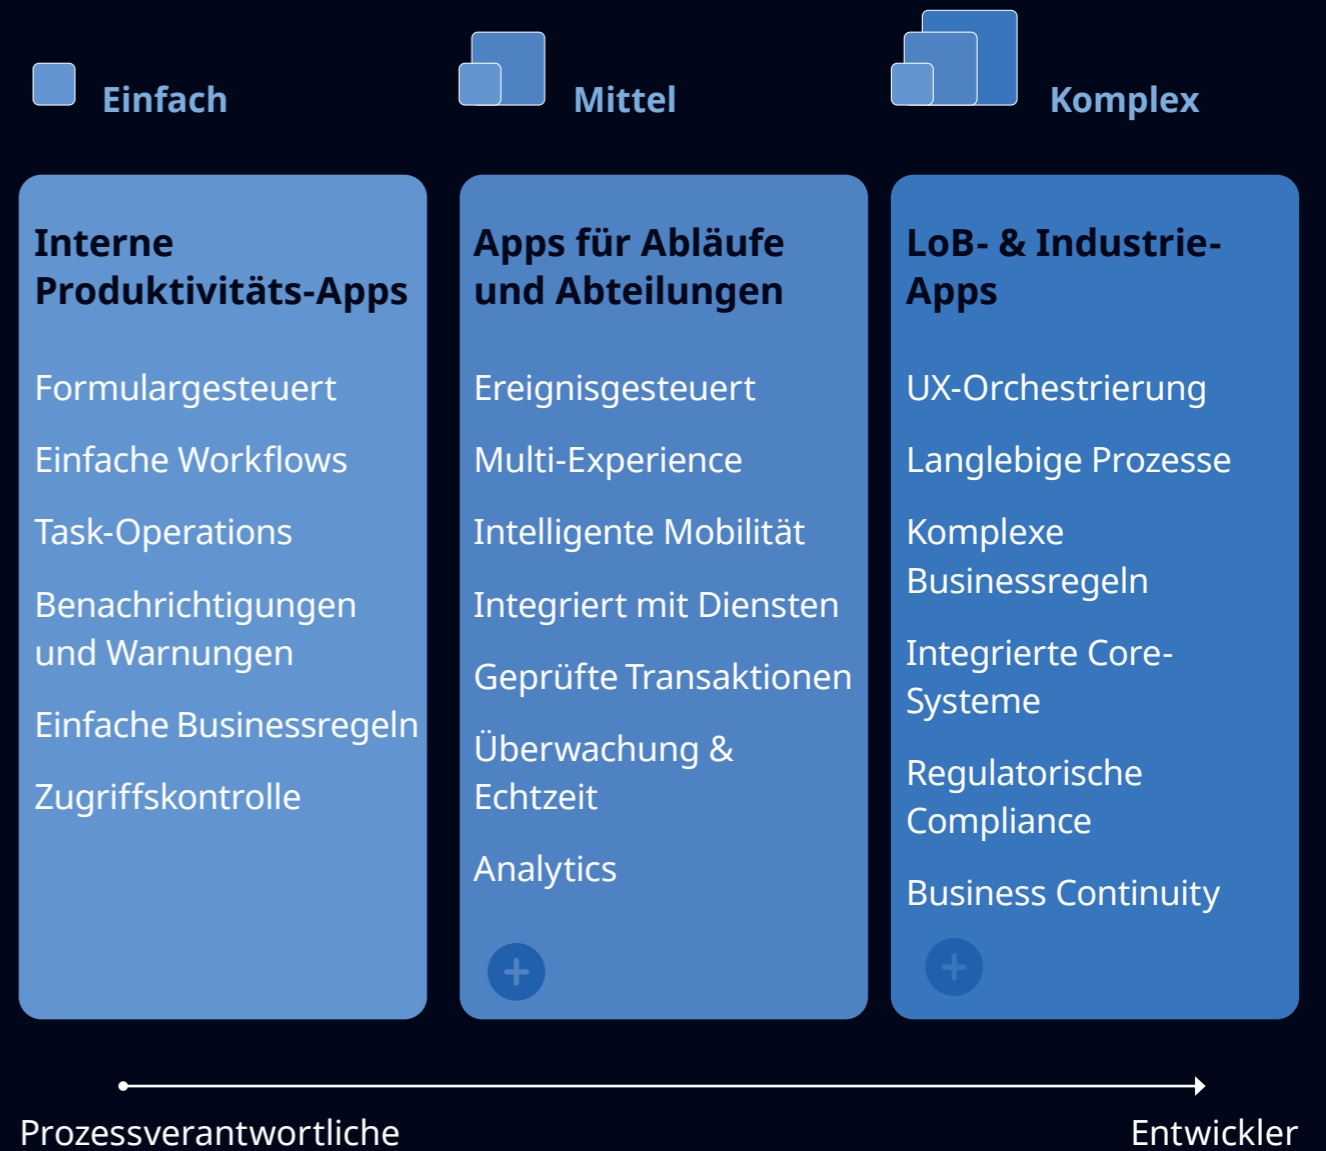 Einfach
Mittel
Komplex
Interne
Produktivitäts-Apps
Formulargesteuert
Einfache Workflows
Task-Operations
Benachrichtigungen
und Warnungen
Einfache Businessregeln
Zugriffskontrolle
Apps für Abläufe
und Abteilungen
Ereignisgesteuert
Multi-Experience
Intelligente Mobilität
Integriert mit Diensten
Geprüfte Transaktionen
Überwachung &
Echtzeit
Analytics
LoB- & Industrie-
Apps
UX-Orchestrierung
Langlebige Prozesse
Komplexe
Businessregeln
Integrierte Core-
Systeme
Regulatorische
Compliance
Business Continuity
Prozessverantwortliche
Entwickler